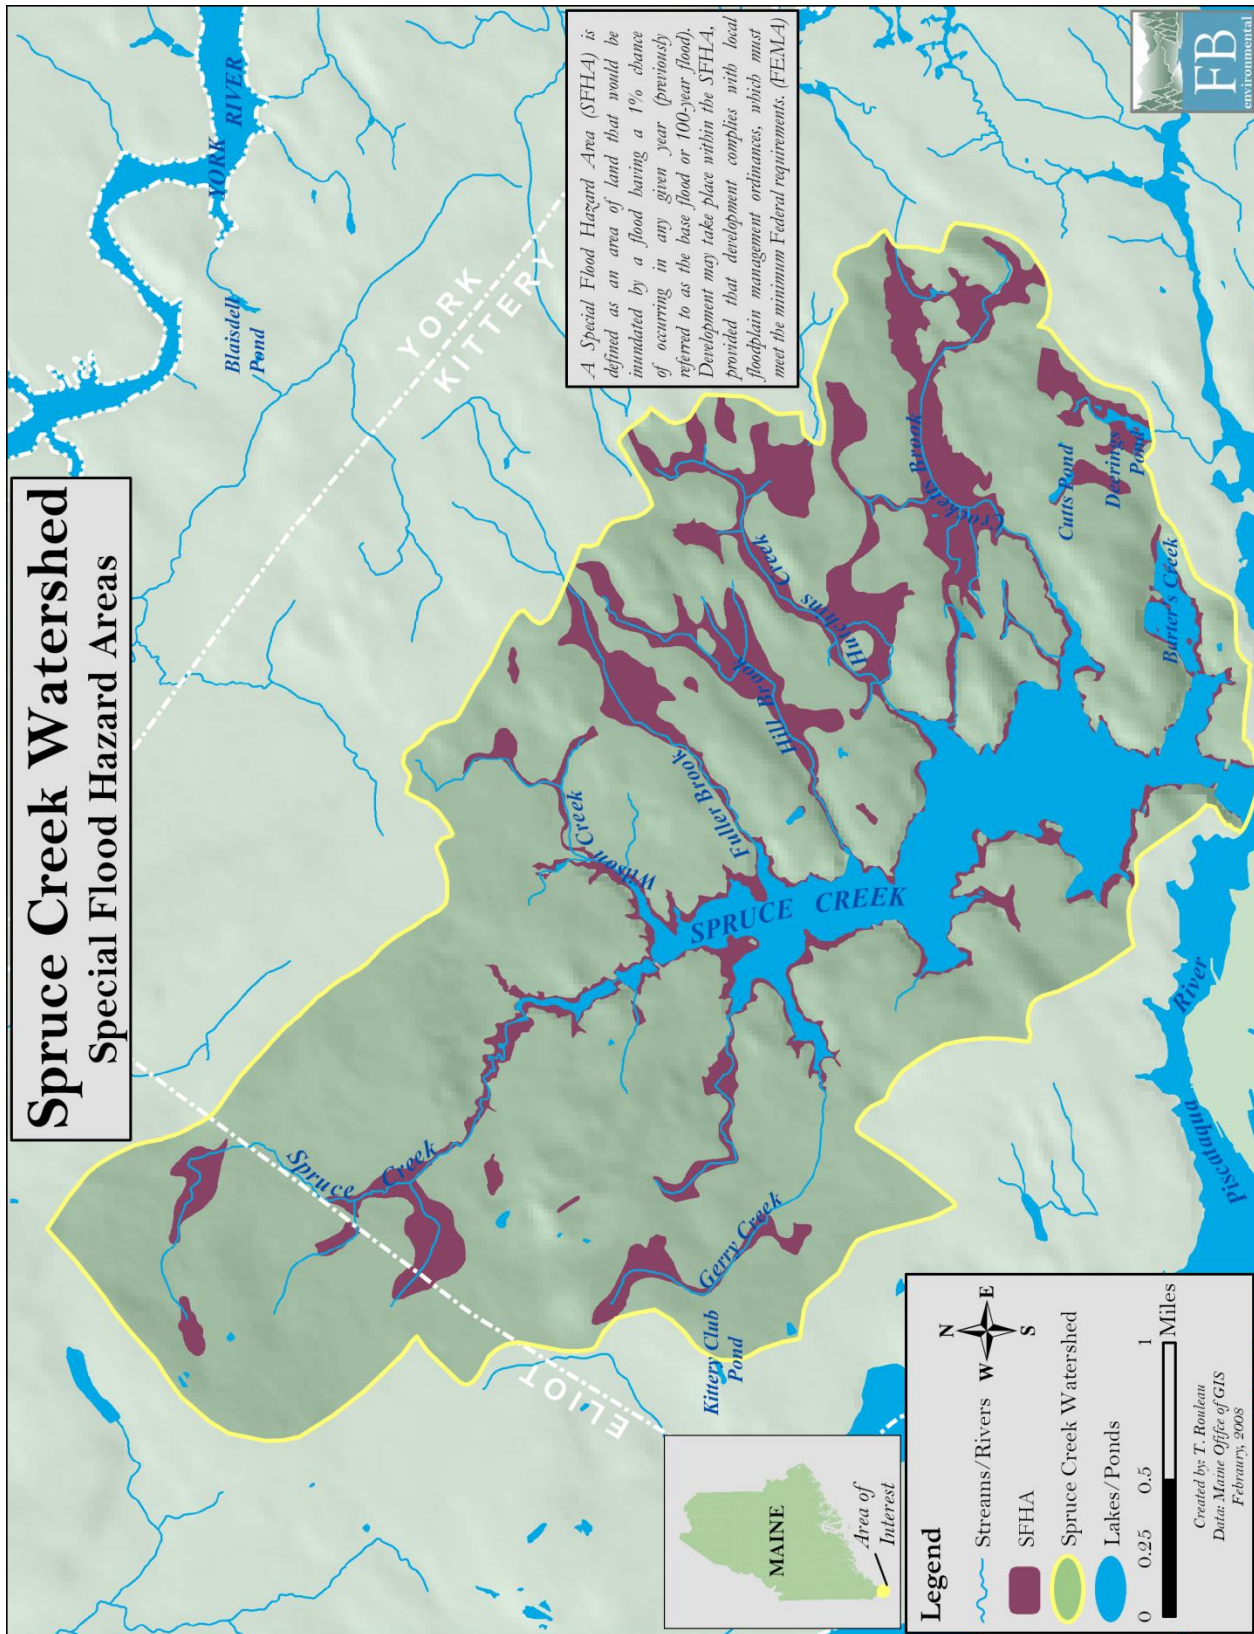 Spruce Creek Watershed
Special Flood Hazard Areas
YORK RIVER
Blaisdell
Pond
YORK
KITTERY
A Special Flood Hazard Area (SFHA) is
defined as an area of land that would be
inundated by a flood having a 1% chance
of occurring in any given year (previously
referred to as the base flood or 100-year flood).
Development may take place within the SFHA,
provided that development complies with local
floodplain management ordinances, which must
meet the minimum Federal requirements. (FEMA)
Spruce Creek
ELIOT
Wilson Creek
Fuller Brook
Hill Brook
Hutchins Creek
Crocketts Brook
SPRUCE CREEK
Gerry Creek
Kittery Club
Pond
Cutts Pond
Deerings
Pond
Barter's Creek
Piscataqua River
MAINE
Area of
Interest
Legend
Streams/Rivers
SFHA
Spruce Creek Watershed
Lakes/Ponds
N
W E
S
0 0.25 0.5 1
Miles
Created by: T. Rouleau
Data: Maine Ofifce of GIS
Febraury, 2008
FB
environmental